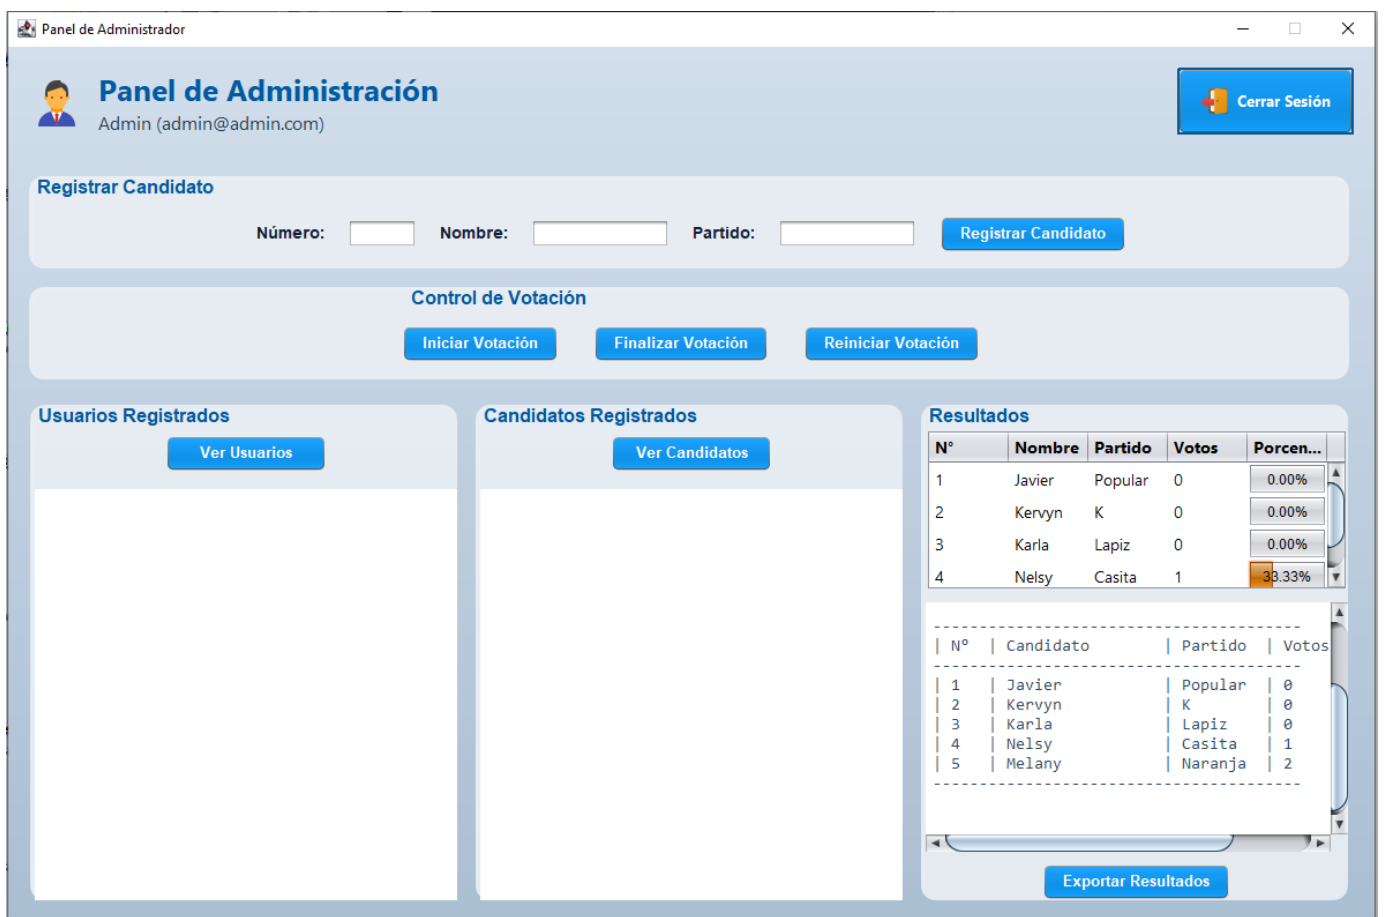 Panel de Administrador
Panel de Administración
Admin (admin@admin.com)
Cerrar Sesión
Registrar Candidato
Número:
Nombre:
Partido:
Registrar Candidato
Control de Votación
Iniciar Votación
Finalizar Votación
Reiniciar Votación
Usuarios Registrados
Ver Usuarios
Candidatos Registrados
Ver Candidatos
Resultados
N° Nombre Partido Votos Porcen...
1 Javier Popular 0 0.00%
2 Kervyn K 0 0.00%
3 Karla Lapiz 0 0.00%
4 Nelsy Casita 1 33.33%
----------------------------------------
| Nº | Candidato | Partido | Votos
----------------------------------------
| 1 | Javier | Popular | 0
| 2 | Kervyn | K | 0
| 3 | Karla | Lapiz | 0
| 4 | Nelsy | Casita | 1
| 5 | Melany | Naranja | 2
----------------------------------------
Exportar Resultados